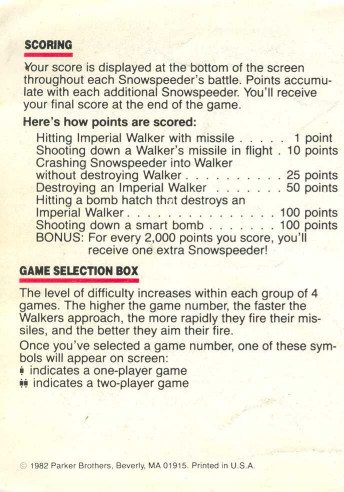 SCORING
Your score is displayed at the bottom of the screen
throughout each Snowspeeder's battle. Points accumu-
late with each additional Snowspeeder. You'll receive
your final score at the end of the game.
Here's how points are scored:
Hitting Imperial Walker with missile . . . . . 1 point
Shooting down a Walker's missile in flight . 10 points
Crashing Snowspeeder into Walker
without destroying Walker . . . . . . . . . . 25 points
Destroying an Imperial Walker . . . . . . . 50 points
Hitting a bomb hatch that destroys an
Imperial Walker . . . . . . . . . . . . . . . 100 points
Shooting down a smart bomb . . . . . . . 100 points
BONUS: For every 2,000 points you score, you'll
receive one extra Snowspeeder!
GAME SELECTION BOX
The level of difficulty increases within each group of 4
games. The higher the game number, the faster the
Walkers approach, the more rapidly they fire their mis-
siles, and the better they aim their fire.
Once you've selected a game number, one of these sym-
bols will appear on screen:
indicates a one-player game
indicates a two-player game
© 1982 Parker Brothers, Beverly, MA 01915. Printed in U.S.A.